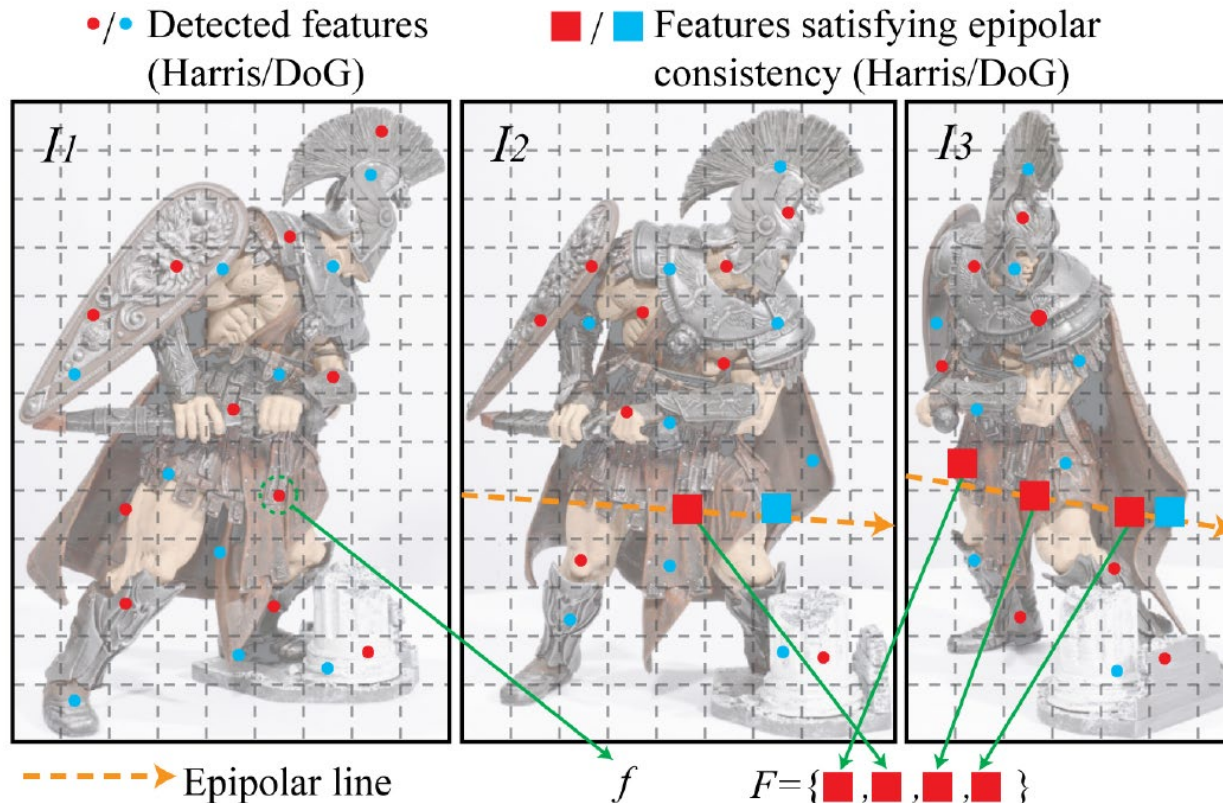 / Detected features
(Harris/DoG)
/ Features satisfying epipolar
consistency (Harris/DoG)
I1
I2
I3
Epipolar line
f
F={ , , , }